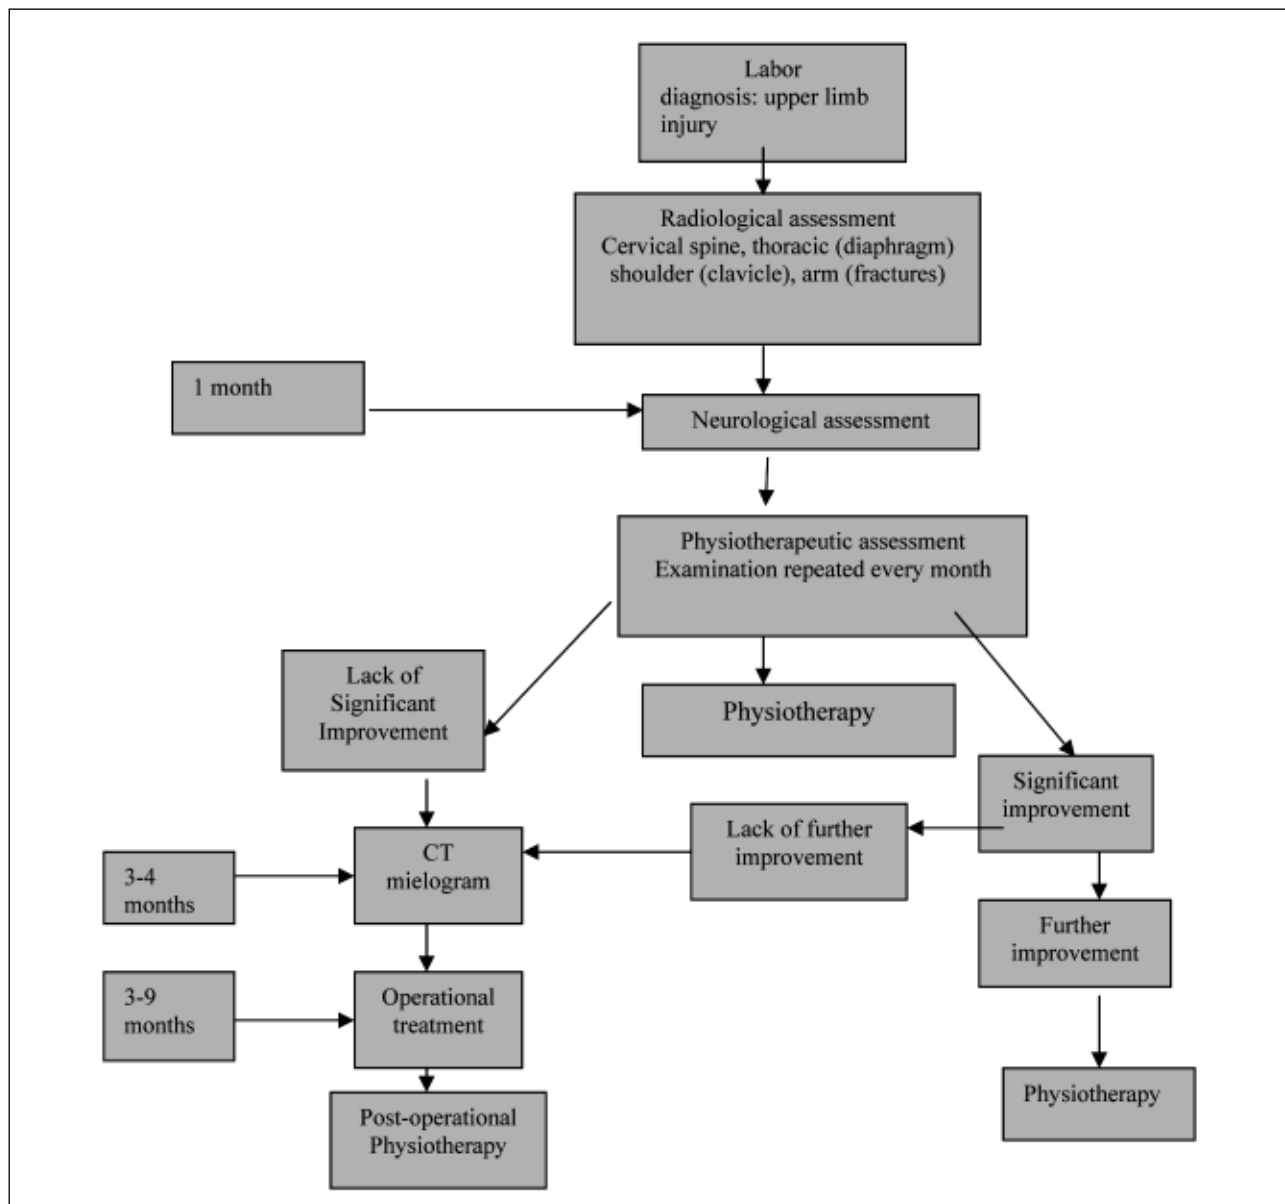 Labor
diagnosis: upper limb
injury
Radiological assessment
Cervical spine, thoracic (diaphragm)
shoulder (clavicle), arm (fractures)
1 month
Neurological assessment
Physiotherapeutic assessment
Examination repeated every month
Lack of
Significant
Improvement
Physiotherapy
Significant
improvement
Lack of further
improvement
CT
mielogram
3-4
months
Further
improvement
3-9
months
Operational
treatment
Physiotherapy
Post-operational
Physiotherapy